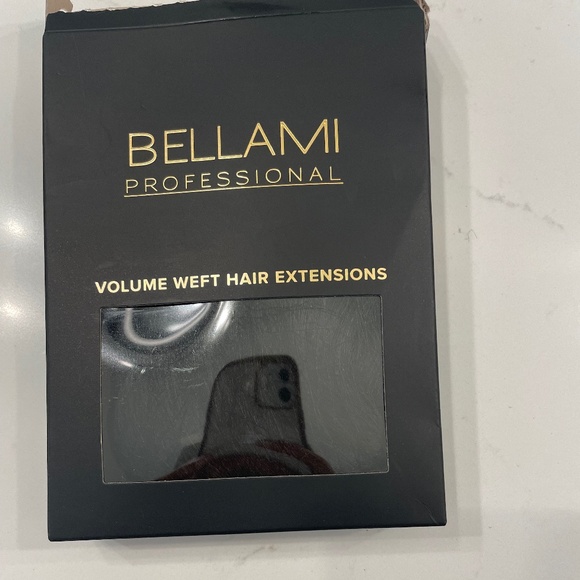 BELLAMI
PROFESSIONAL
VOLUME WEFT HAIR EXTENSIONS